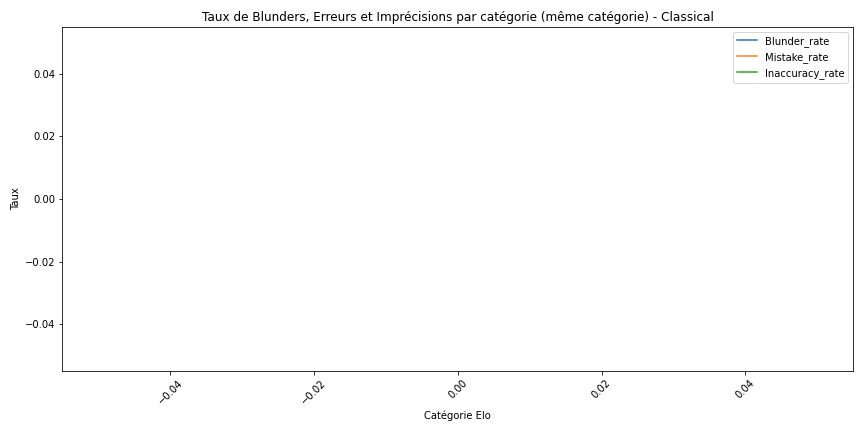 Taux de Blunders, Erreurs et Imprécisions par catégorie (même catégorie) - Classical
Blunder_rate
Mistake_rate
Inaccuracy_rate
0.04
0.02
0.00
−0.02
−0.04
Taux
−0.04
−0.02
0.00
0.02
0.04
Catégorie Elo